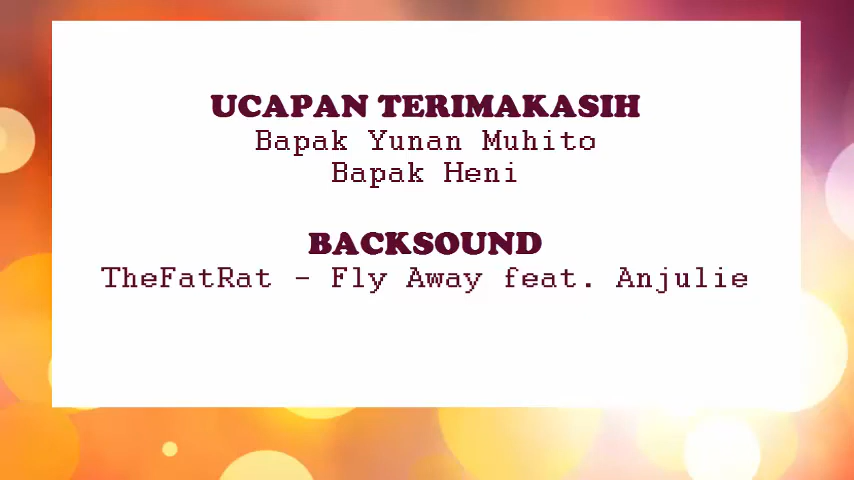 UCAPAN TERIMAKASIH
Bapak Yunan Muhito
Bapak Heni
BACKSOUND
TheFatRat - Fly Away feat. Anjulie